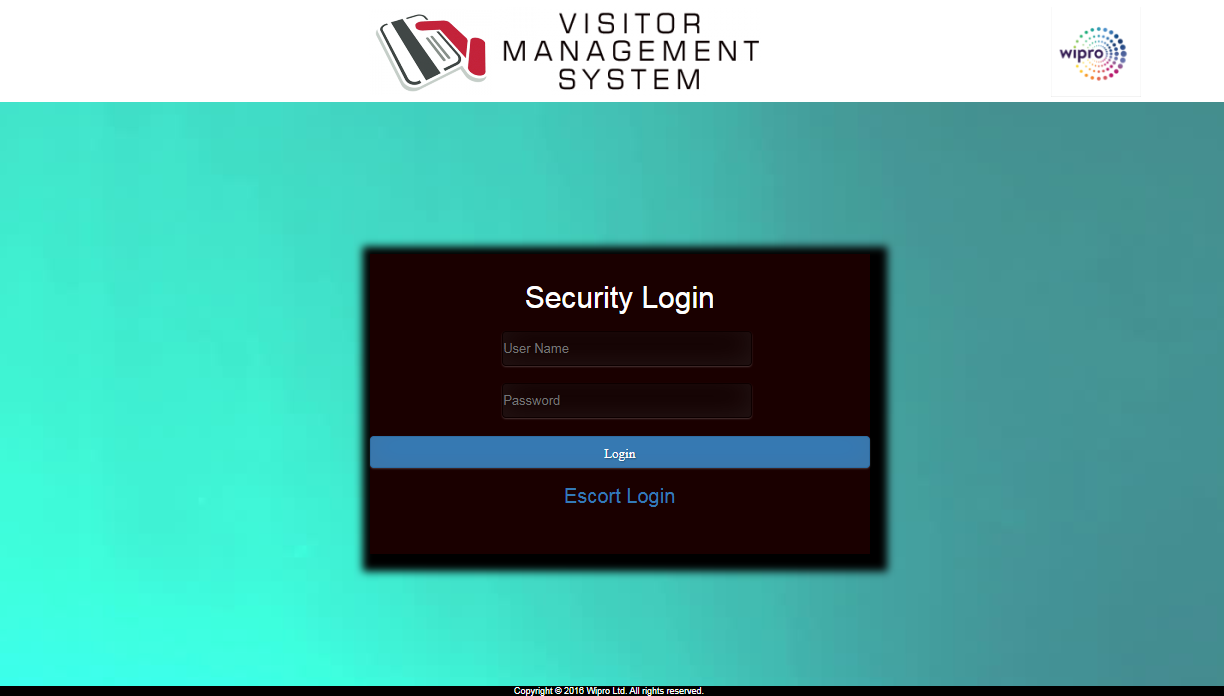 VISITOR
MANAGEMENT
SYSTEM
wipro
Security Login
User Name
Password
Login
Escort Login
Copyright © 2016 Wipro Ltd. All rights reserved.